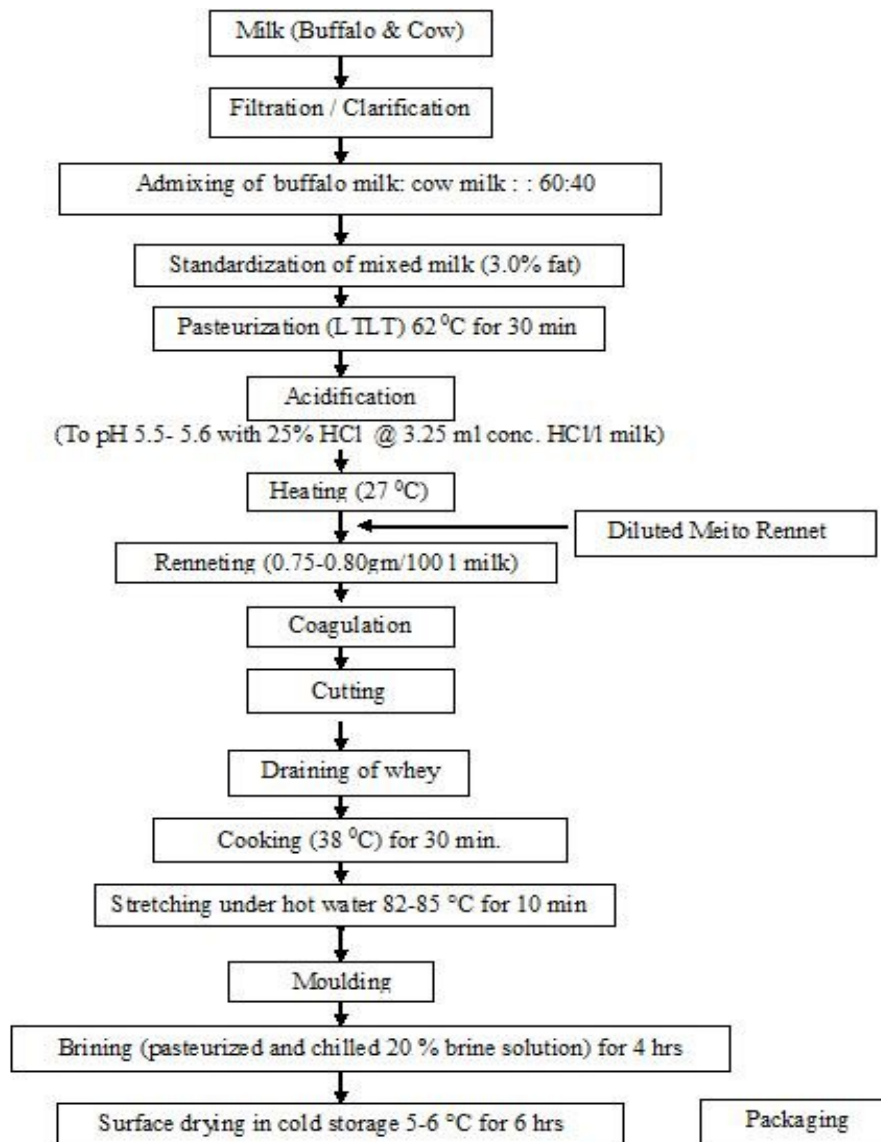 Milk (Buffalo & Cow)
Filtration / Clarification
Admixing of buffalo milk: cow milk : : 60:40
Standardization of mixed milk (3.0% fat)
Pasteurization (LTLT) 62 ⁰C for 30 min
Acidification
(To pH 5.5- 5.6 with 25% HCl @ 3.25 ml conc. HCl/l milk)
Heating (27 ⁰C)
Diluted Meito Rennet
Renneting (0.75-0.80gm/100 l milk)
Coagulation
Cutting
Draining of whey
Cooking (38 ⁰C) for 30 min.
Stretching under hot water 82-85 °C for 10 min
Moulding
Brining (pasteurized and chilled 20 % brine solution) for 4 hrs
Surface drying in cold storage 5-6 °C for 6 hrs
Packaging